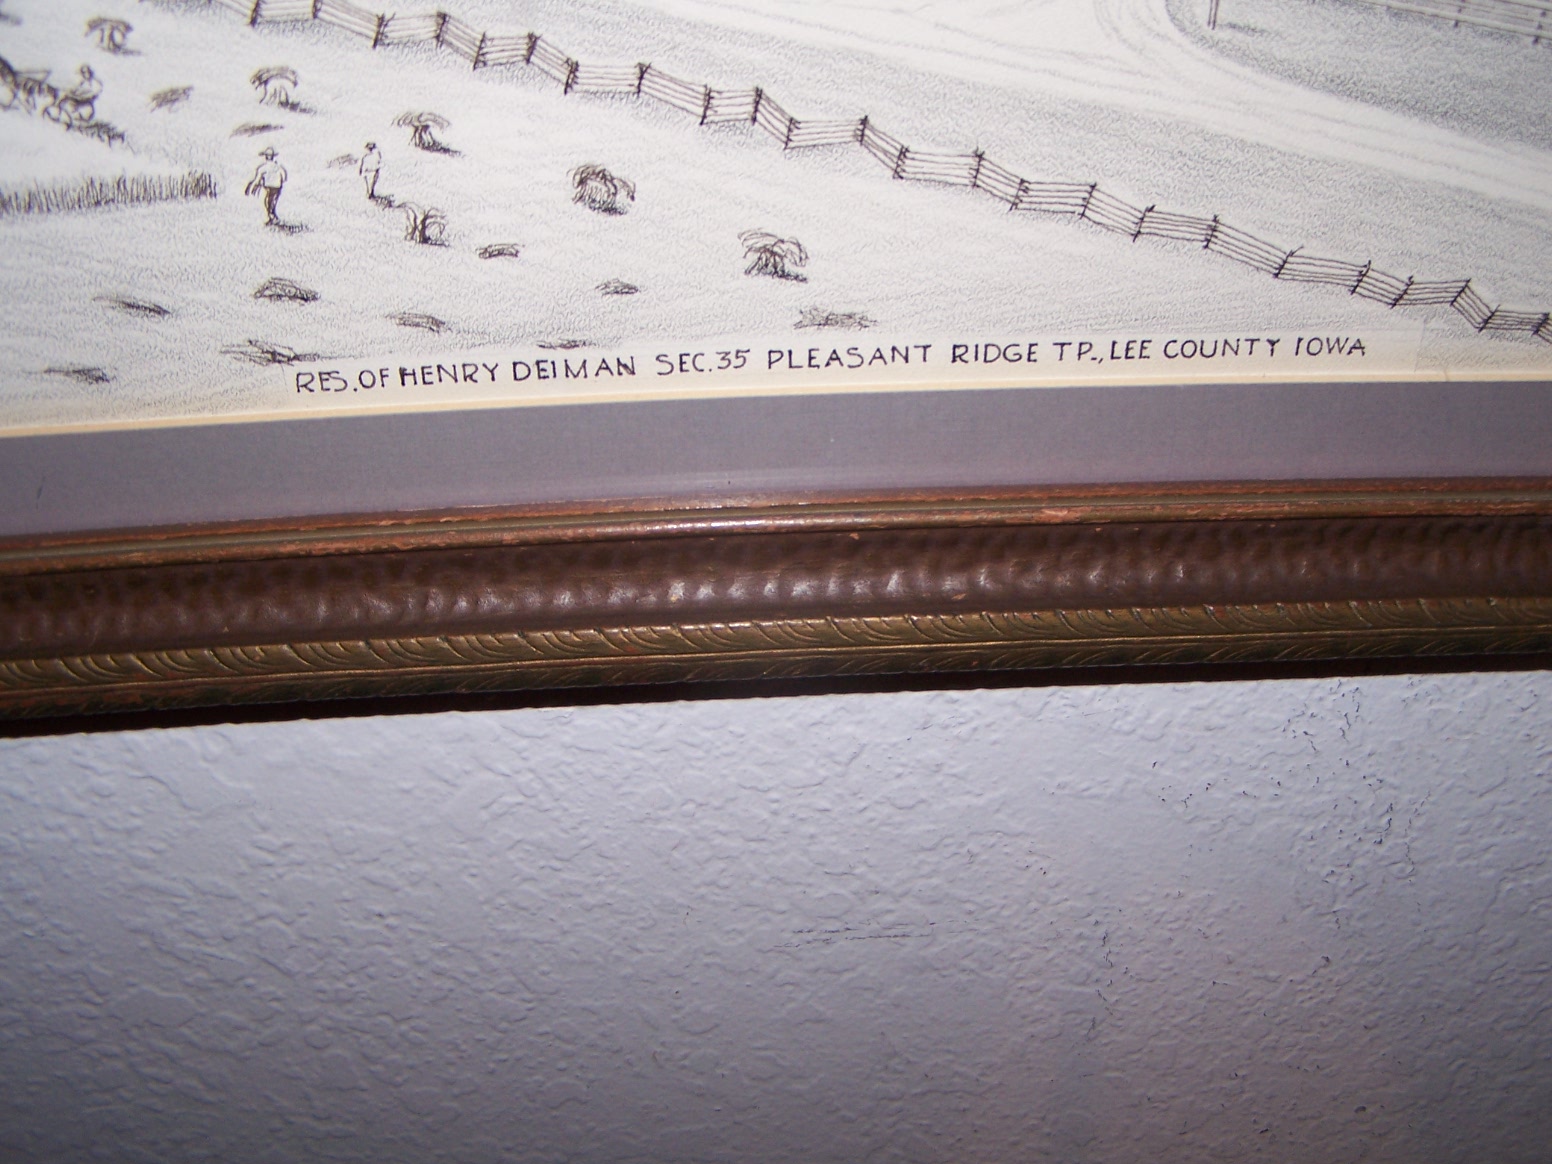 RES. OF HENRY DEIMAN SEC. 35 PLEASANT RIDGE TP., LEE COUNTY IOWA